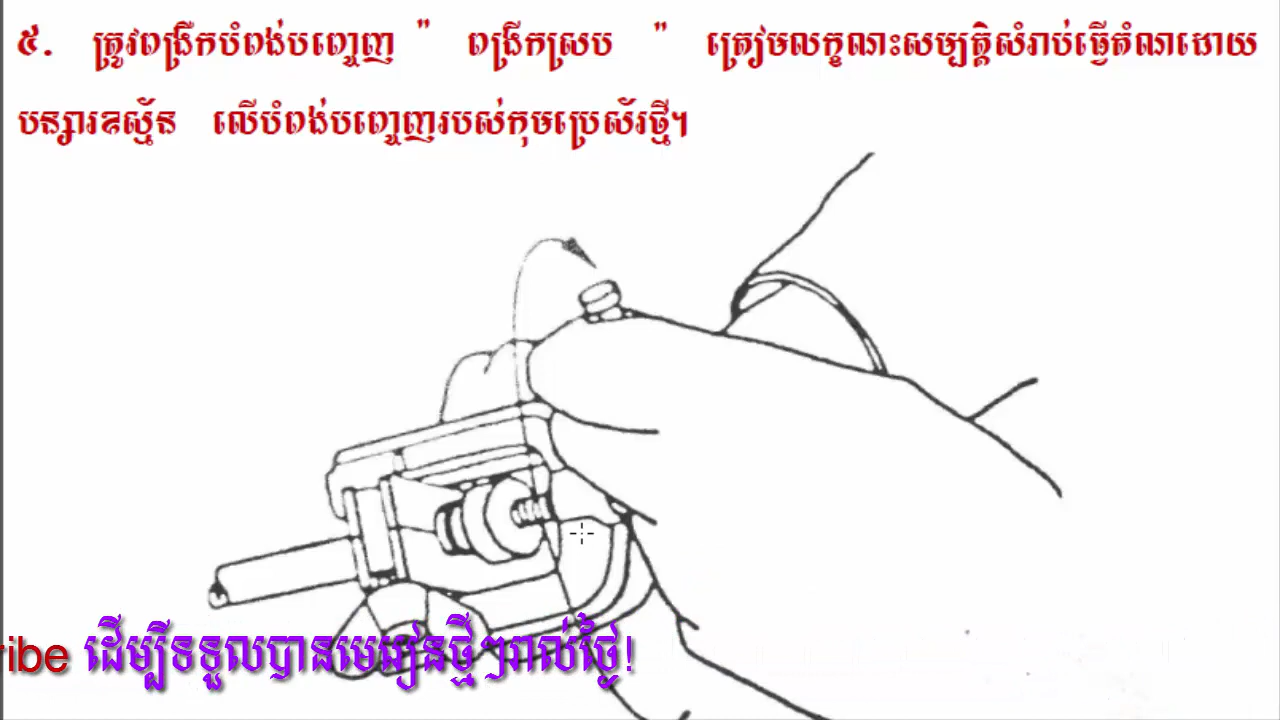 ៥. ត្រូវពង្រីកបំពង់បញ្ចេញ " ពង្រីកស្រប " ត្រៀមលក្ខណះសម្បត្តិសំរាប់ធ្វើតំណដោយ
បន្សារឧស្ម័ន លើបំពង់បញ្ចេញរបស់កុមប្រេស័រថ្មី។
ribe ដើម្បីទទួលបានមេរៀនថ្មីៗរាល់ថ្ងៃ!